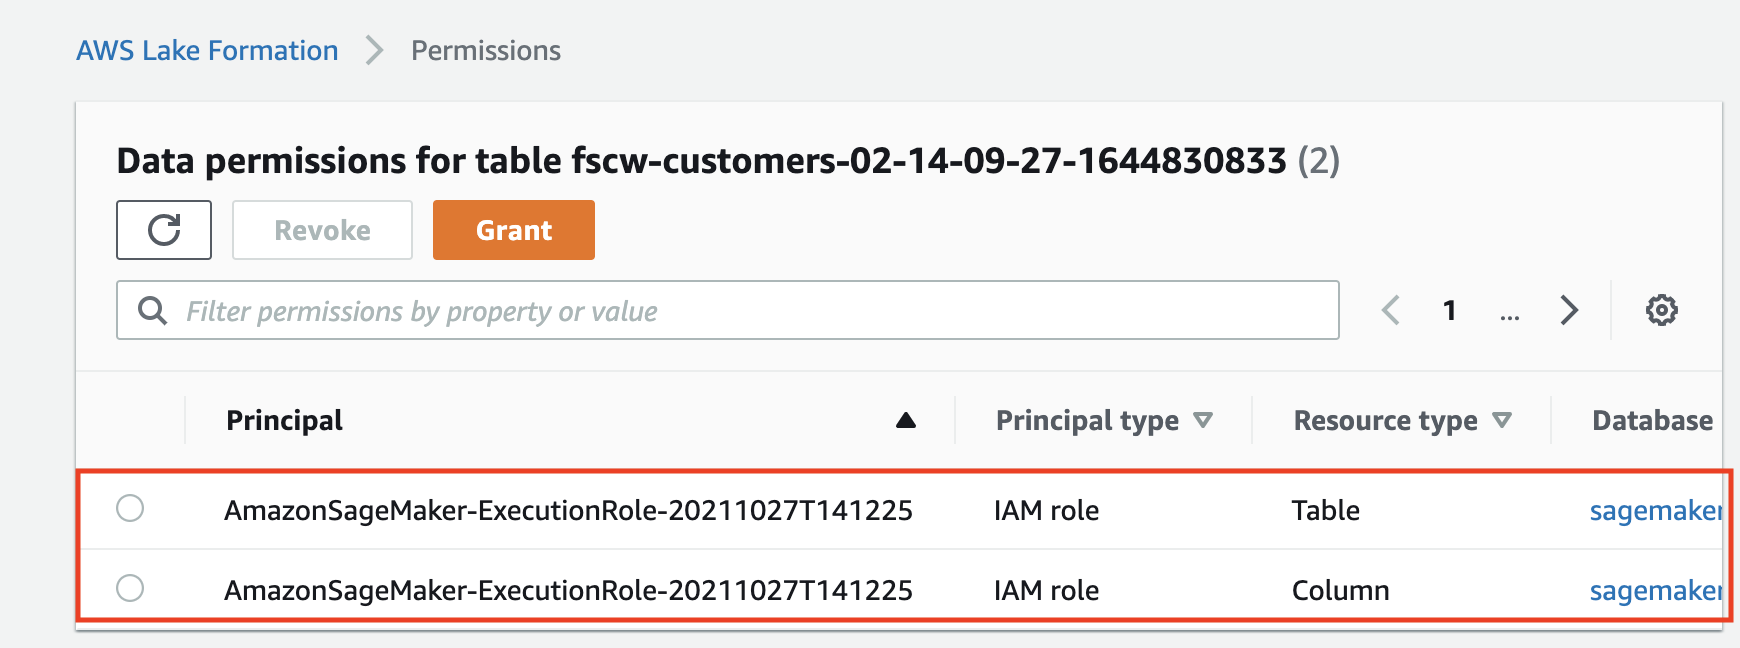 AWS Lake Formation > Permissions
Data permissions for table fscw-customers-02-14-09-27-1644830833 (2)
Revoke Grant
Filter permissions by property or value 1 ...
Principal Principal type Resource type Database
AmazonSageMaker-ExecutionRole-20211027T141225 IAM role Table sagemaker
AmazonSageMaker-ExecutionRole-20211027T141225 IAM role Column sagemaker